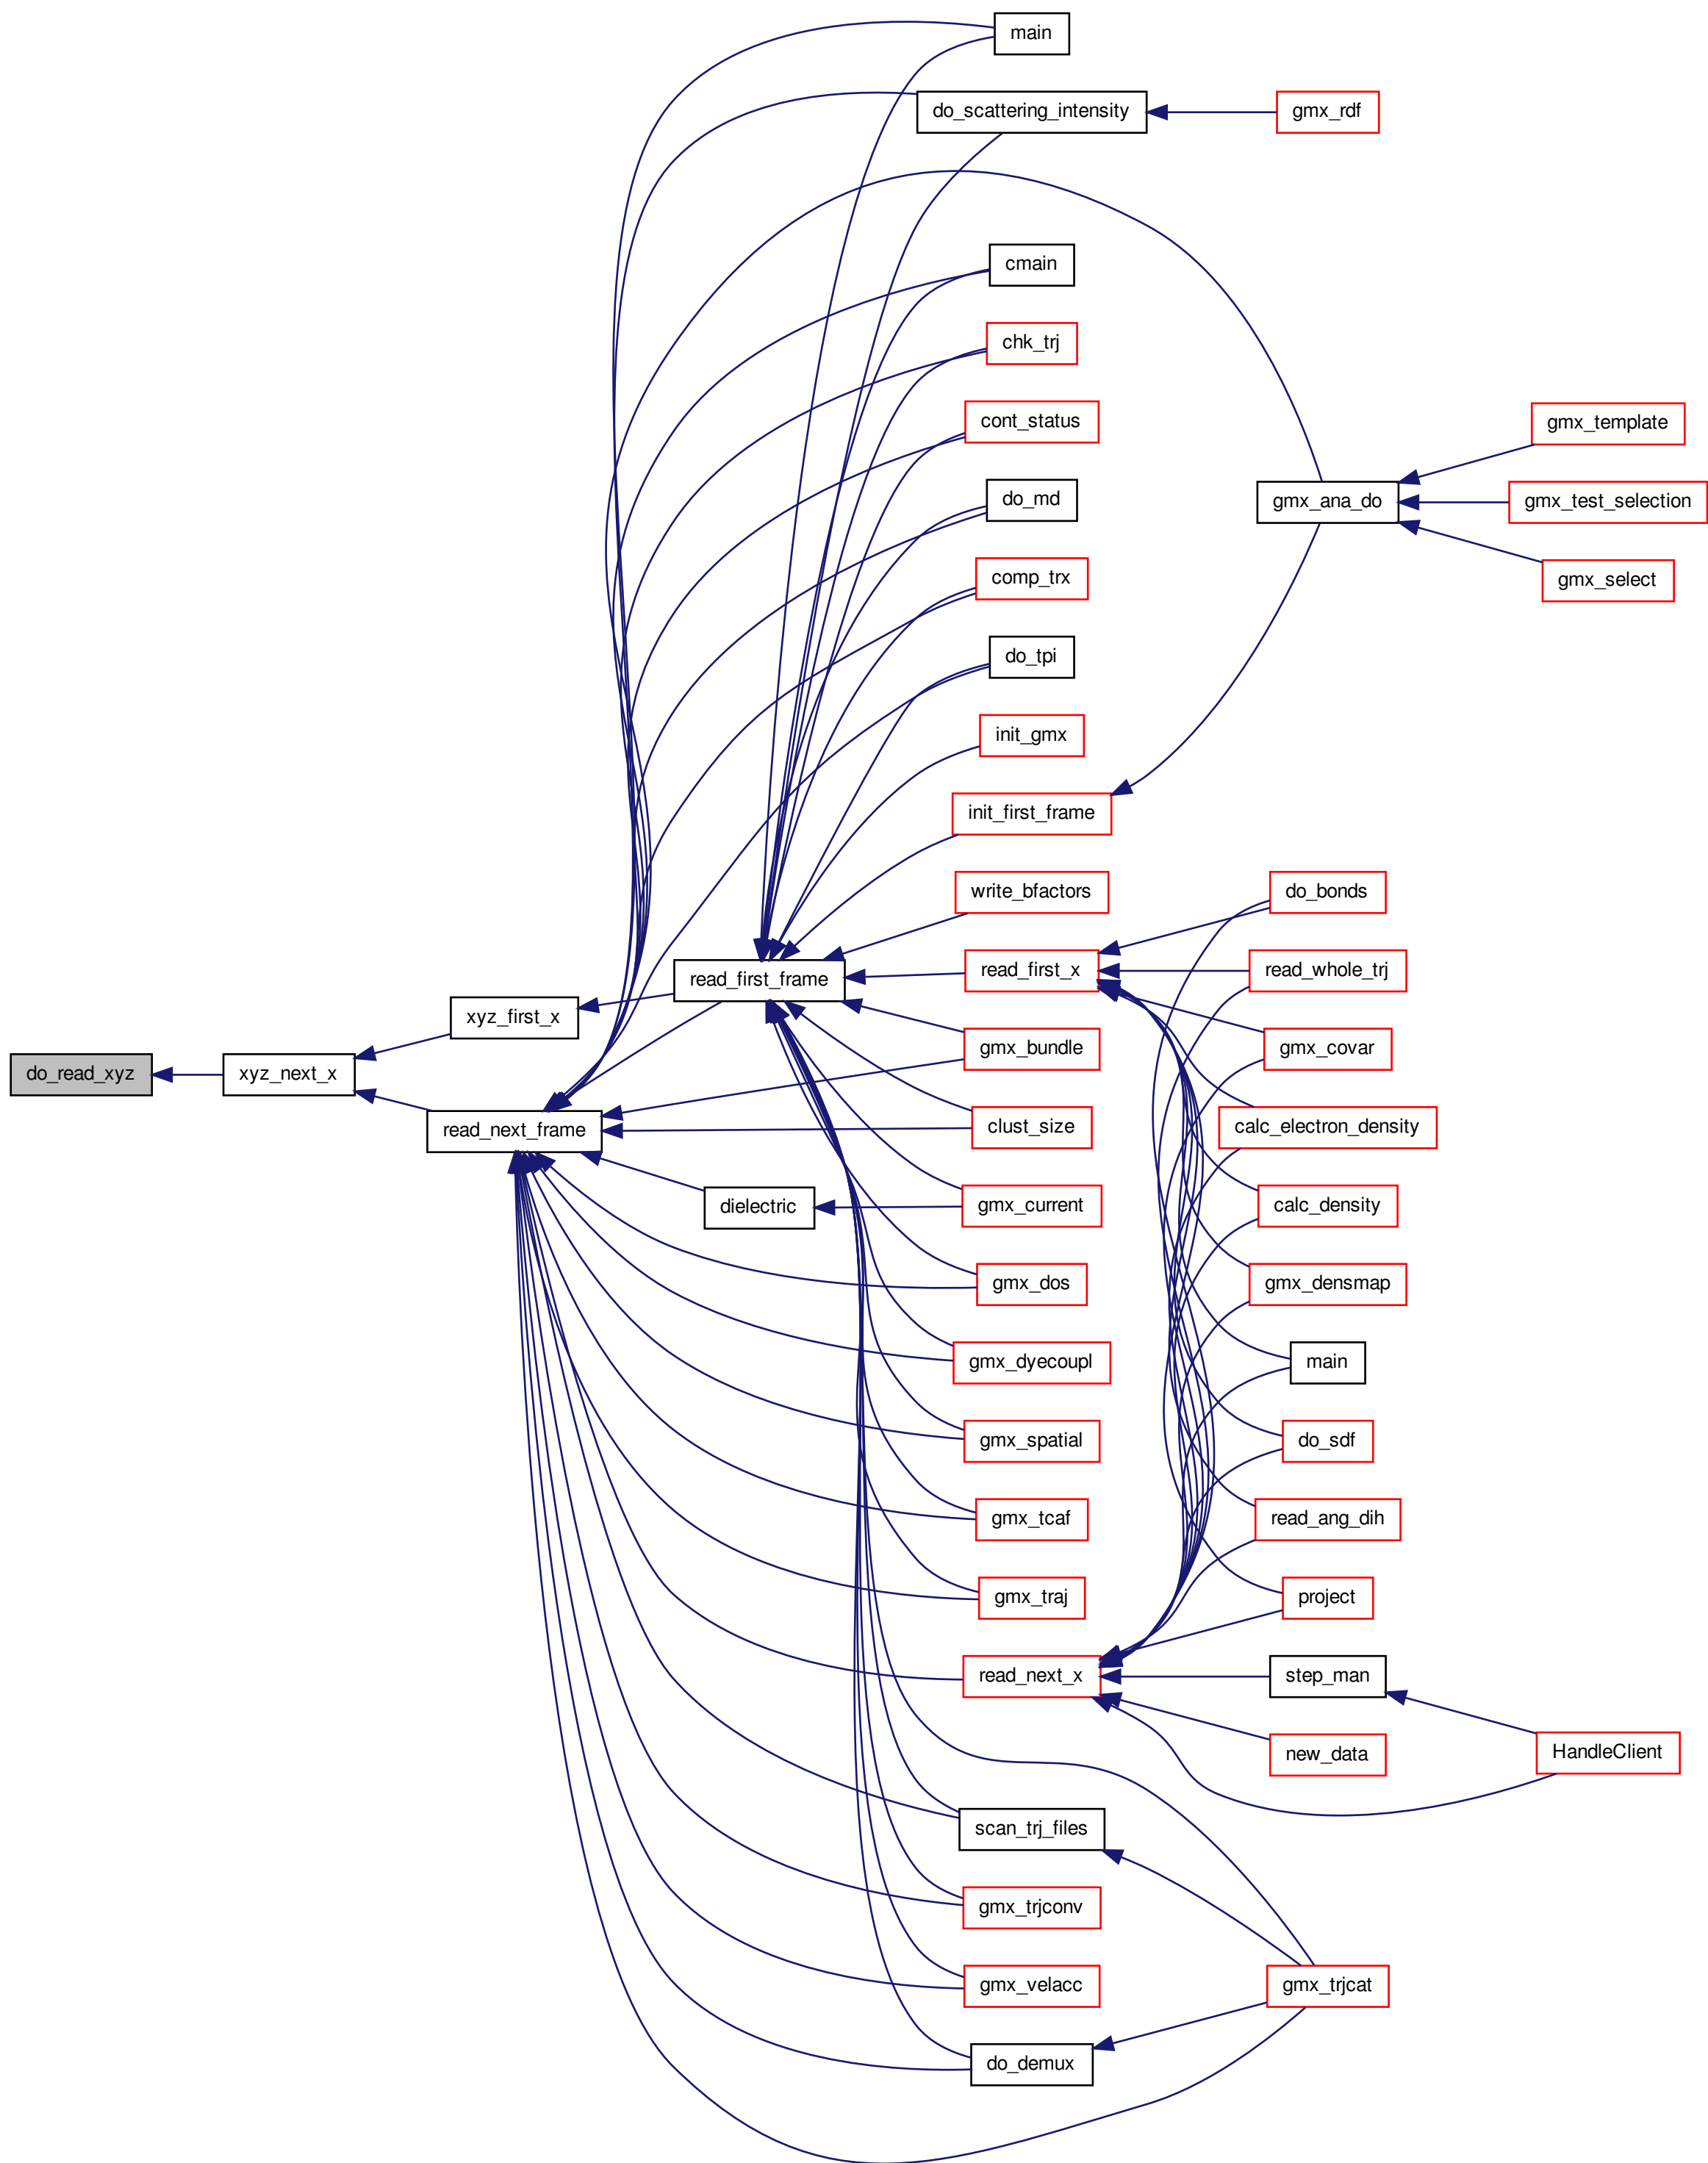 main
do_scattering_intensity
gmx_rdf
cmain
chk_trj
cont_status
gmx_template
do_md
gmx_ana_do
gmx_test_selection
comp_trx
gmx_select
do_tpi
init_gmx
init_first_frame
write_bfactors
do_bonds
read_first_frame
read_first_x
read_whole_trj
xyz_first_x
gmx_bundle
gmx_covar
do_read_xyz
xyz_next_x
read_next_frame
clust_size
calc_electron_density
dielectric
gmx_current
calc_density
gmx_dos
gmx_densmap
gmx_dyecoupl
main
gmx_spatial
do_sdf
gmx_tcaf
read_ang_dih
gmx_traj
project
read_next_x
step_man
new_data
HandleClient
scan_trj_files
gmx_trjconv
gmx_velacc
gmx_trjcat
do_demux